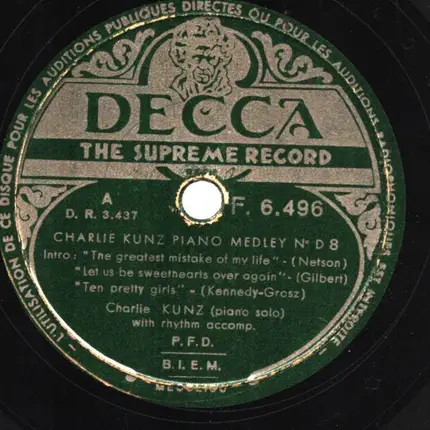 L'UTILISATION DE CE DISQUE POUR LES AUDITIONS PUBLIQUES DIRECTES OU POUR LES AUDITIONS RADIOPHONIQUES EST INTERDITE
DECCA
THE SUPREME RECORD
A
D. R. 3.437
F. 6.496
CHARLIE KUNZ PIANO MEDLEY No D 8
Intro : "The greatest mistake of my life" - (Netson)
"Let us be sweethearts over again" - (Gilbert)
"Ten pretty girls" - (Kennedy-Grosz)
Charlie KUNZ (piano solo)
with rhythm accomp.
P. F. D.
B. I. E. M.